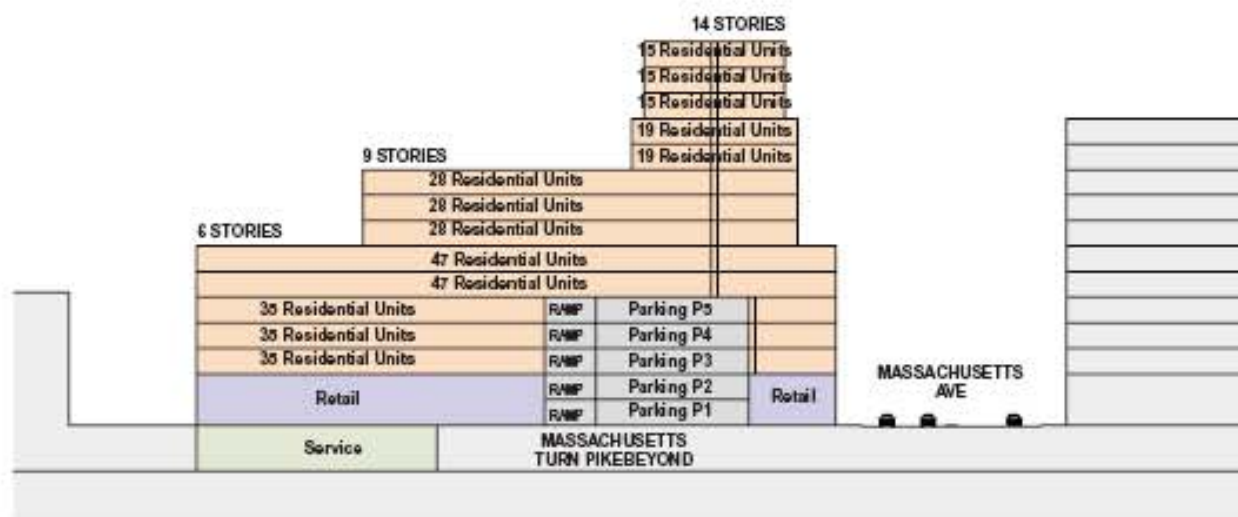 14 STORIES
15 Residential Units
15 Residential Units
15 Residential Units
19 Residential Units
9 STORIES
19 Residential Units
28 Residential Units
28 Residential Units
6 STORIES
28 Residential Units
47 Residential Units
47 Residential Units
35 Residential Units RAMP Parking P5
35 Residential Units RAMP Parking P4
35 Residential Units RAMP Parking P3
RAMP Parking P2
Retail
Retail
RAMP Parking P1
MASSACHUSETTS
AVE
Service
MASSACHUSETTS
TURN PIKEBEYOND